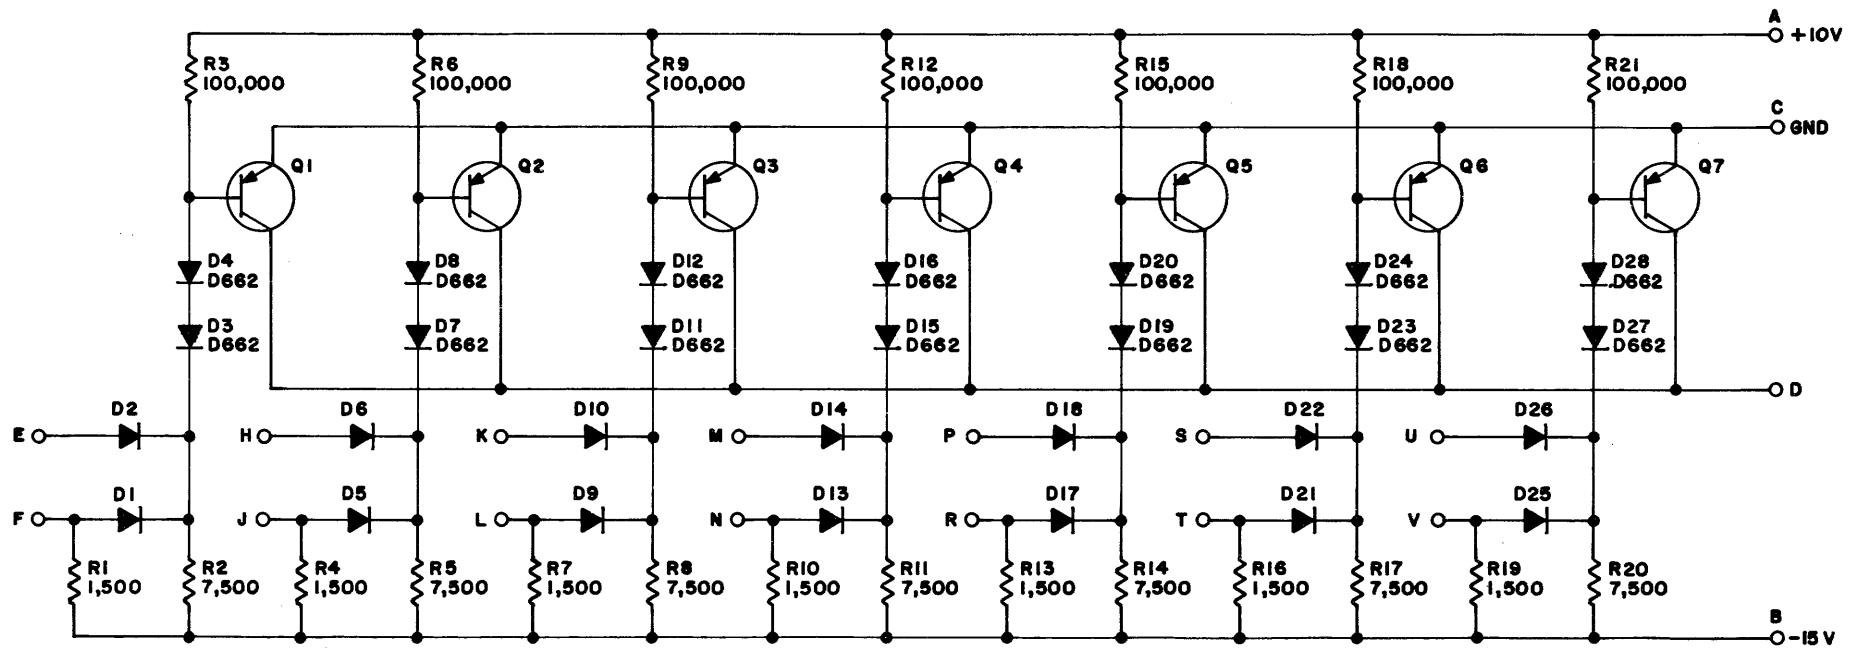 A
+10V
R3
100,000
R6
100,000
R9
100,000
R12
100,000
R15
100,000
R18
100,000
R21
100,000
C
GND
Q1
Q2
Q3
Q4
Q5
Q6
Q7
D4
D662
D8
D662
D12
D662
D16
D662
D20
D662
D24
D662
D28
D662
D3
D662
D7
D662
D11
D662
D15
D662
D19
D662
D23
D662
D27
D662
D
D2
D6
D10
D14
D18
D22
D26
E
H
K
M
P
S
U
D1
D5
D9
D13
D17
D21
D25
F
J
L
N
R
T
V
R1
1,500
R2
7,500
R4
1,500
R5
7,500
R7
1,500
R8
7,500
R10
1,500
R11
7,500
R13
1,500
R14
7,500
R16
1,500
R17
7,500
R19
1,500
R20
7,500
B
-15V